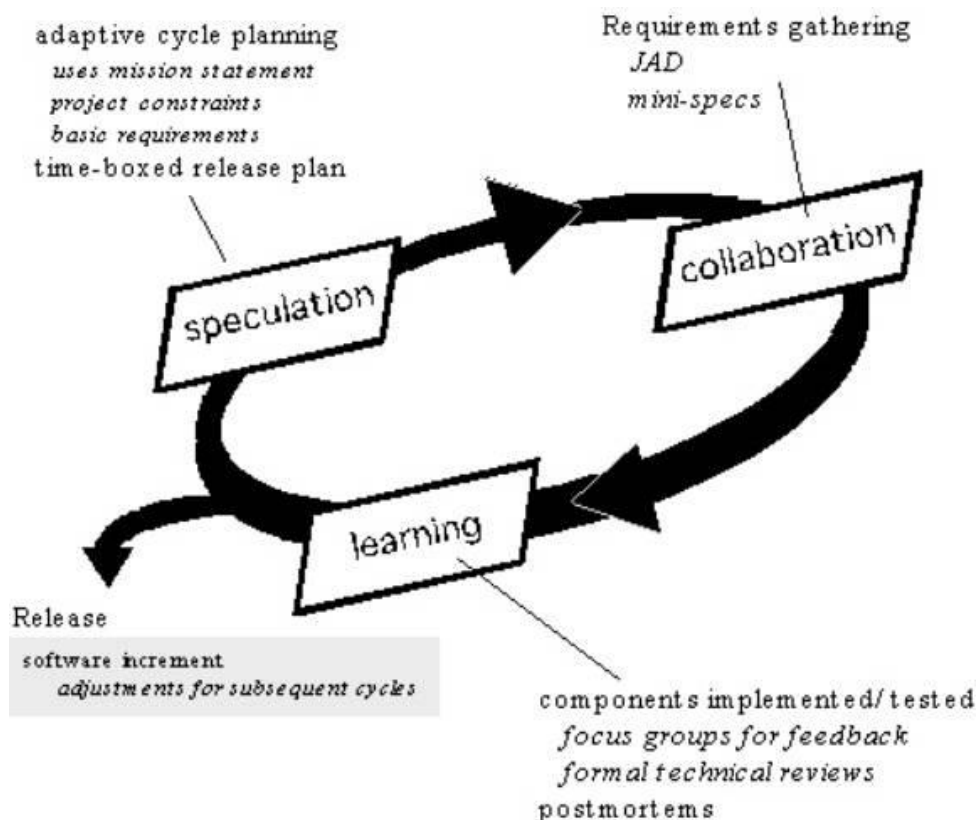 adaptive cycle planning
uses mission statement
project constraints
basic requirements
time-boxed release plan
Requirements gathering
JAD
mini-specs
speculation
collaboration
learning
Release
software increment
adjustments for subsequent cycles
components implemented/tested
focus groups for feedback
formal technical reviews
postmortems